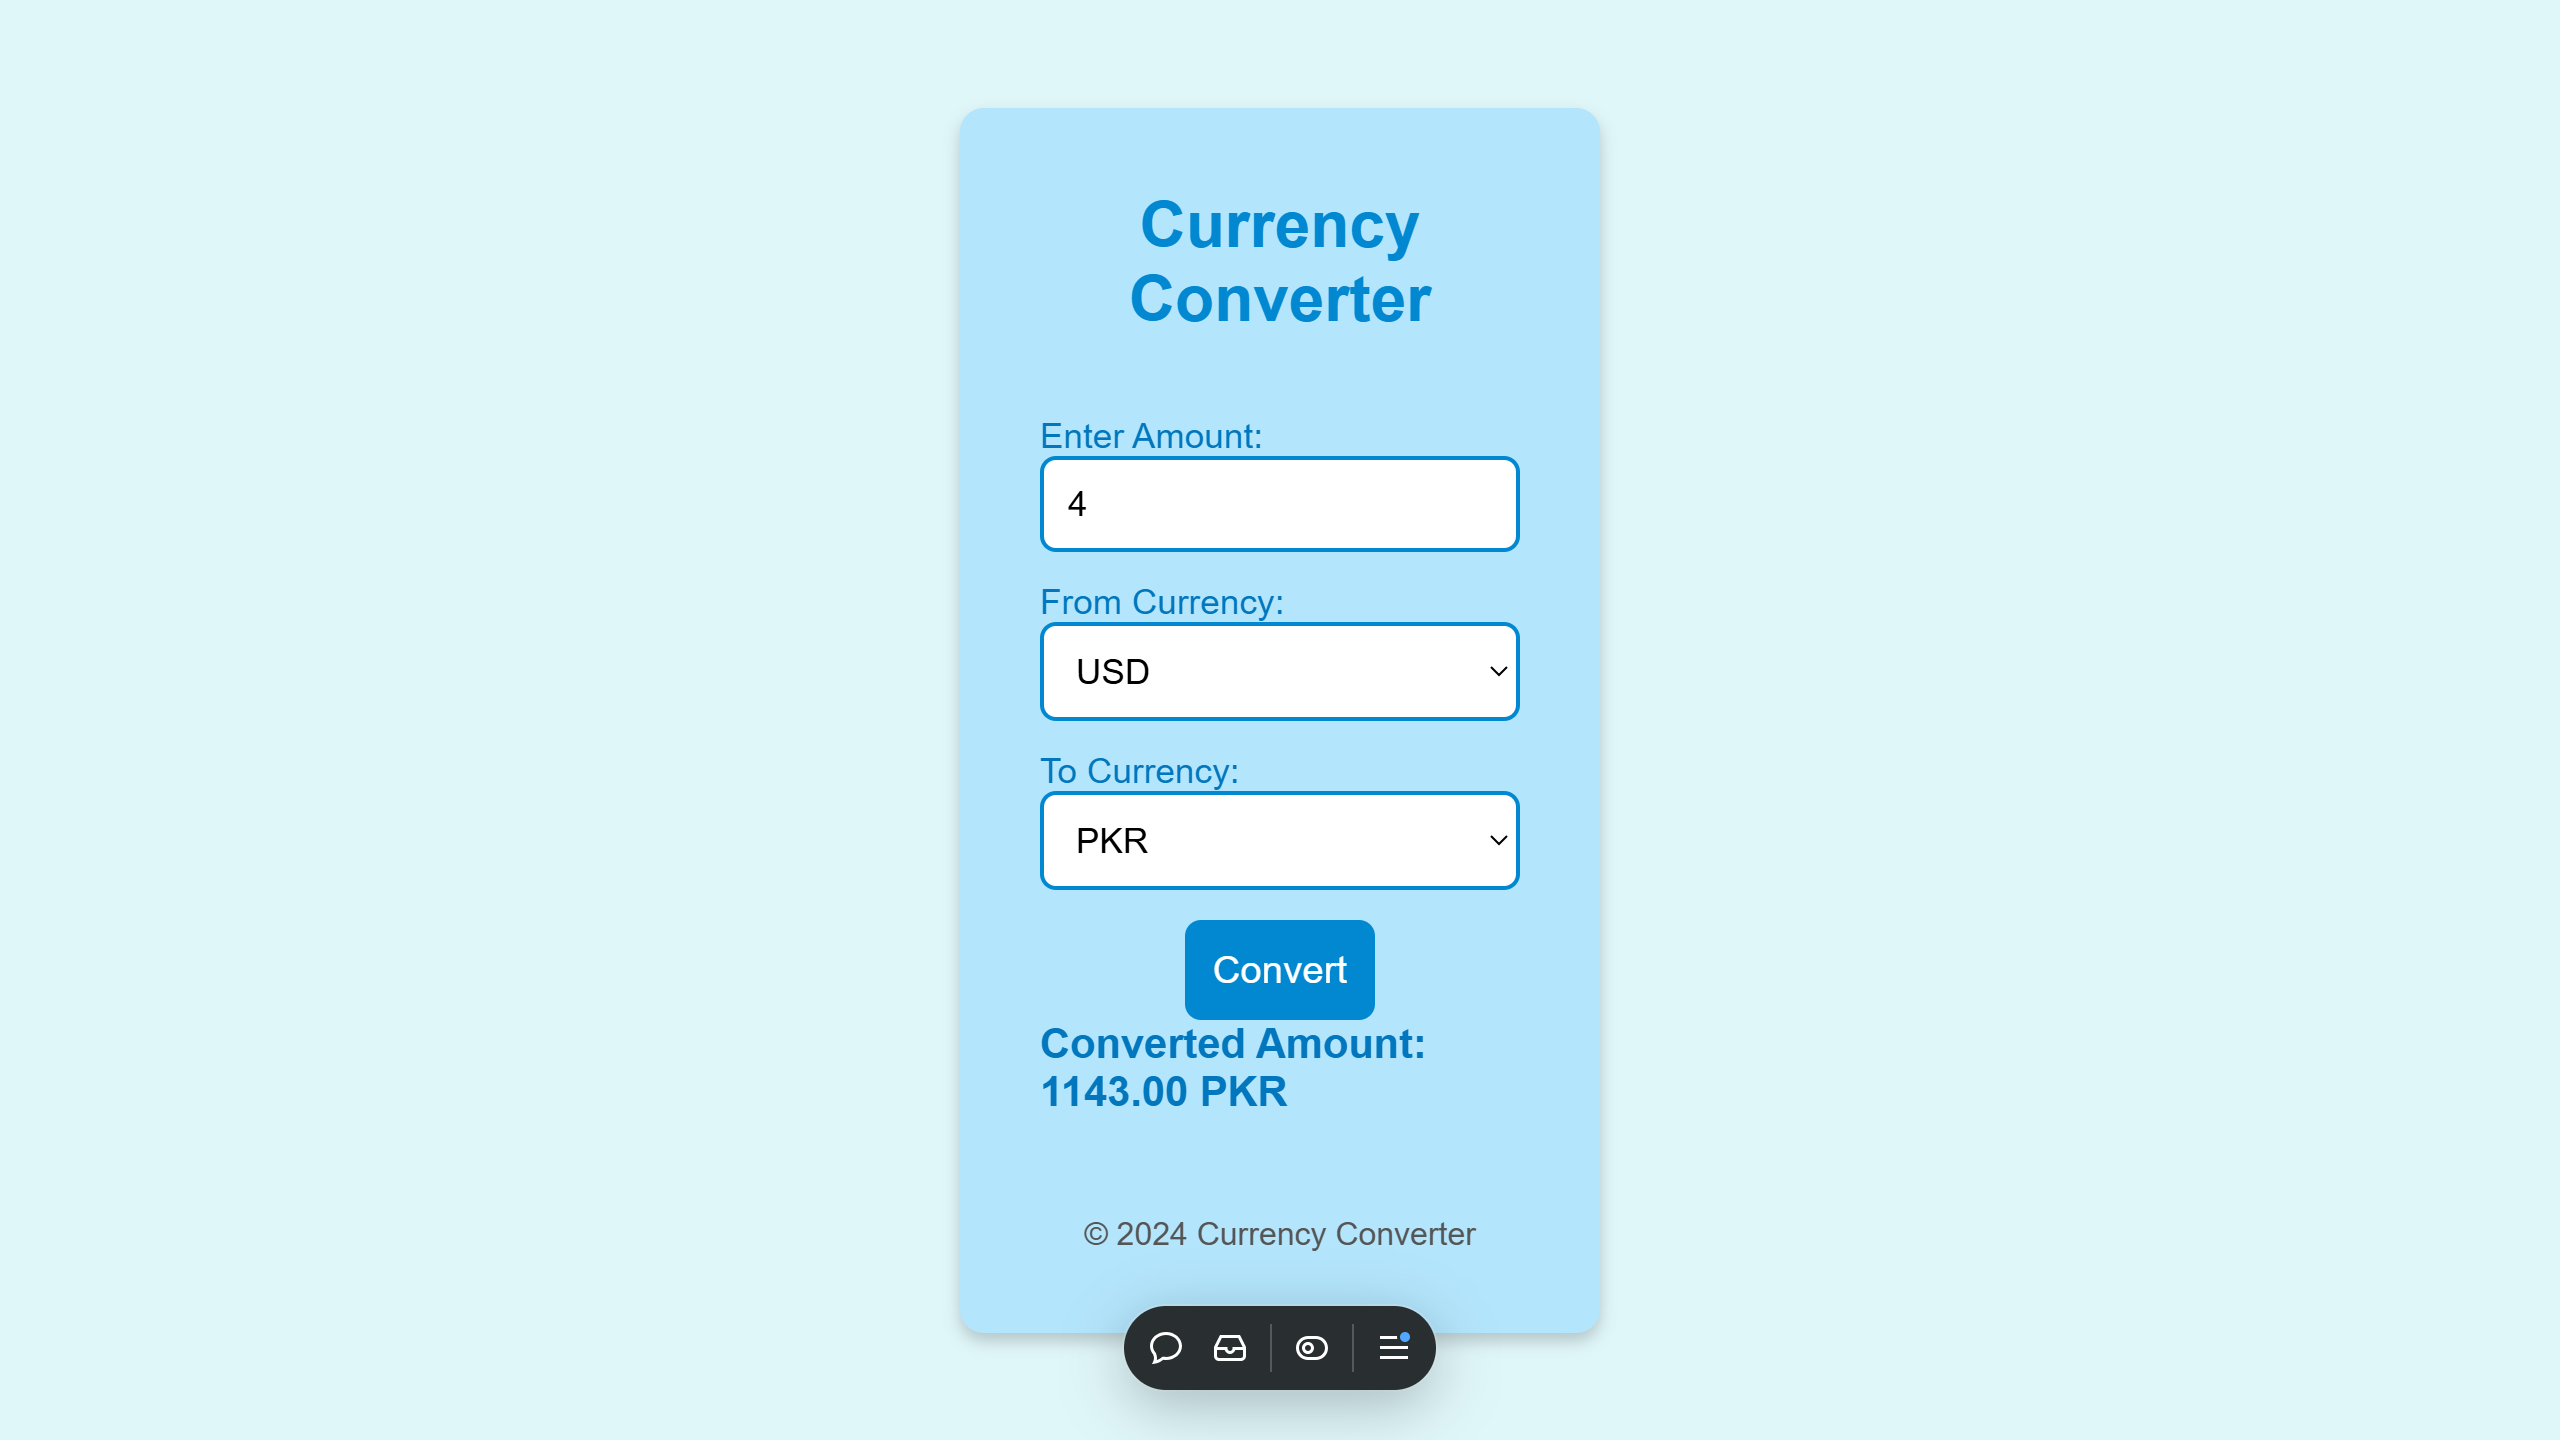 Currency
Converter
Enter Amount:
4
From Currency:
USD
To Currency:
PKR
Convert
Converted Amount:
1143.00 PKR
© 2024 Currency Converter